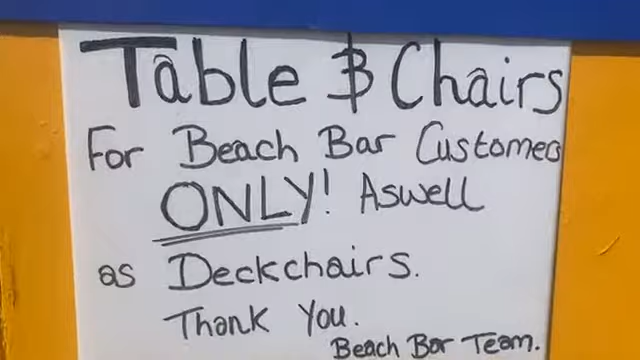 Table & Chairs
For Beach Bar Customers
ONLY! Aswell
as Deckchairs.
Thank You.
Beach Bar Team.